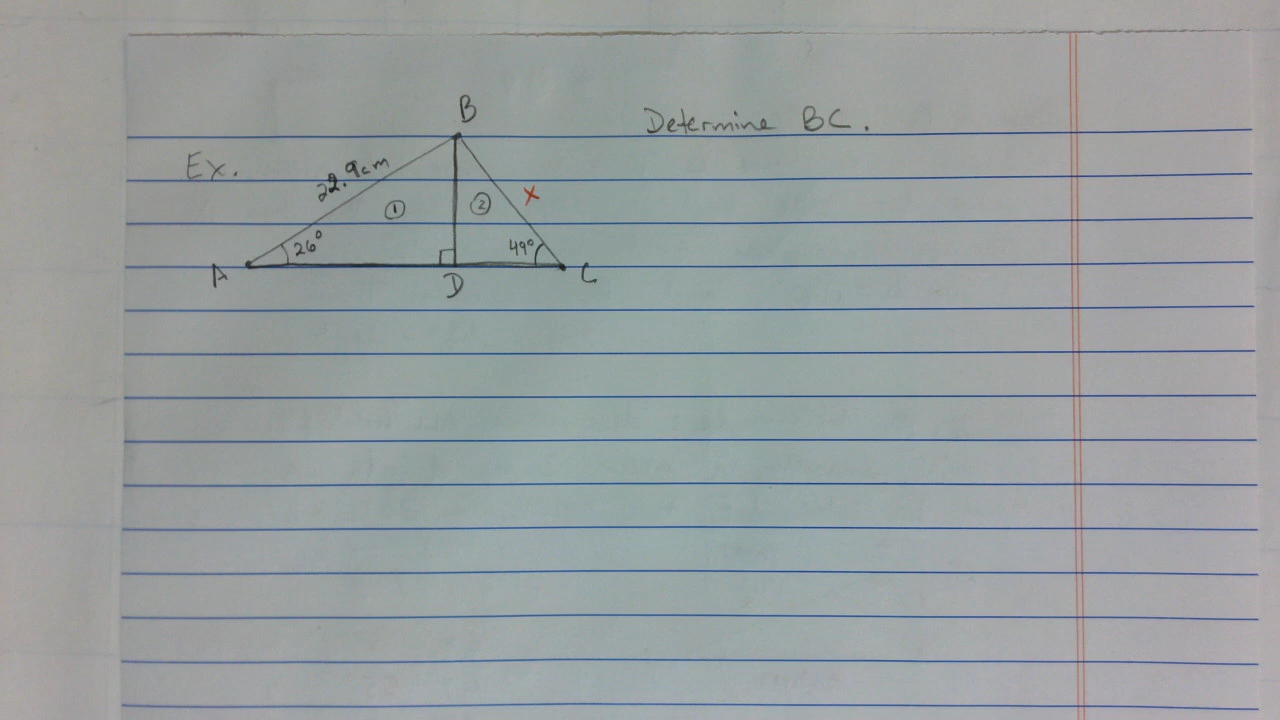 B
Determine BC.
Ex.
22.9cm
x
① ②
26° 49°
A D C